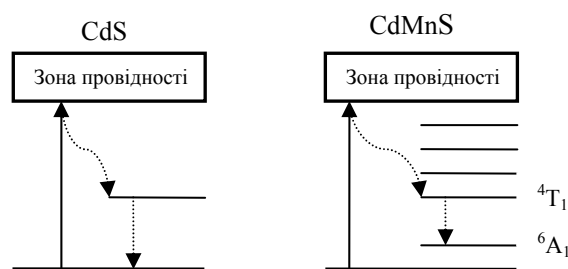 CdS
CdMnS
Зона провідності
Зона провідності
⁴T₁
⁶A₁